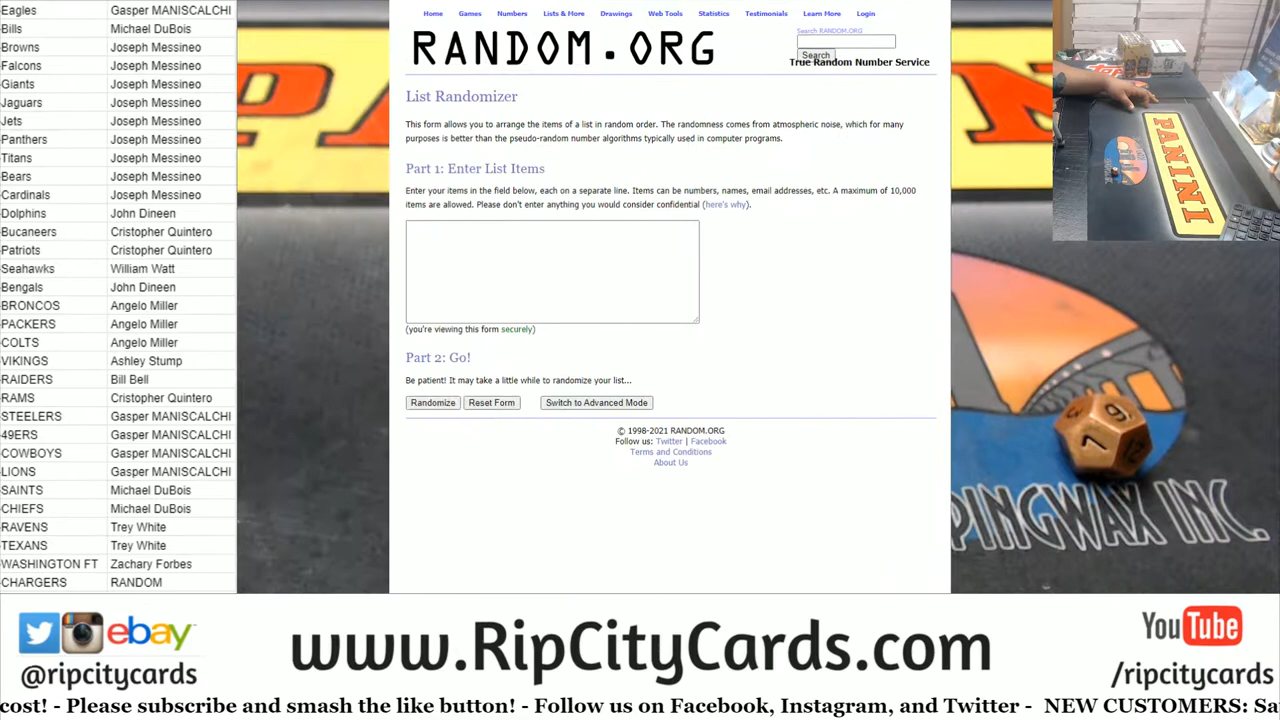 Eagles Gasper MANISCALCHI
Bills Michael DuBois
Browns Joseph Messineo
Falcons Joseph Messineo
Giants Joseph Messineo
Jaguars Joseph Messineo
Jets Joseph Messineo
Panthers Joseph Messineo
Titans Joseph Messineo
Bears Joseph Messineo
Cardinals Joseph Messineo
Dolphins John Dineen
Bucaneers Cristopher Quintero
Patriots Cristopher Quintero
Seahawks William Watt
Bengals John Dineen
BRONCOS Angelo Miller
PACKERS Angelo Miller
COLTS Angelo Miller
VIKINGS Ashley Stump
RAIDERS Bill Bell
RAMS Cristopher Quintero
STEELERS Gasper MANISCALCHI
49ERS Gasper MANISCALCHI
COWBOYS Gasper MANISCALCHI
LIONS Gasper MANISCALCHI
SAINTS Michael DuBois
CHIEFS Michael DuBois
RAVENS Trey White
TEXANS Trey White
WASHINGTON FT Zachary Forbes
CHARGERS RANDOM
Home Games Numbers Lists & More Drawings Web Tools Statistics Testimonials Learn More Login
RANDOM.ORG
Search RANDOM.ORG
Search
True Random Number Service
List Randomizer
This form allows you to arrange the items of a list in random order. The randomness comes from atmospheric noise, which for many
purposes is better than the pseudo-random number algorithms typically used in computer programs.
Part 1: Enter List Items
Enter your items in the field below, each on a separate line. Items can be numbers, names, email addresses, etc. A maximum of 10,000
items are allowed. Please don't enter anything you would consider confidential (here's why).
(you're viewing this form securely)
Part 2: Go!
Be patient! It may take a little while to randomize your list...
Randomize Reset Form Switch to Advanced Mode
© 1998-2021 RANDOM.ORG
Follow us: Twitter | Facebook
Terms and Conditions
About Us
PANINI
PINGWAX INC.
ebay
@ripcitycards
www.RipCityCards.com
YouTube
/ripcitycards
cost! - Please subscribe and smash the like button! - Follow us on Facebook, Instagram, and Twitter - NEW CUSTOMERS: Sa